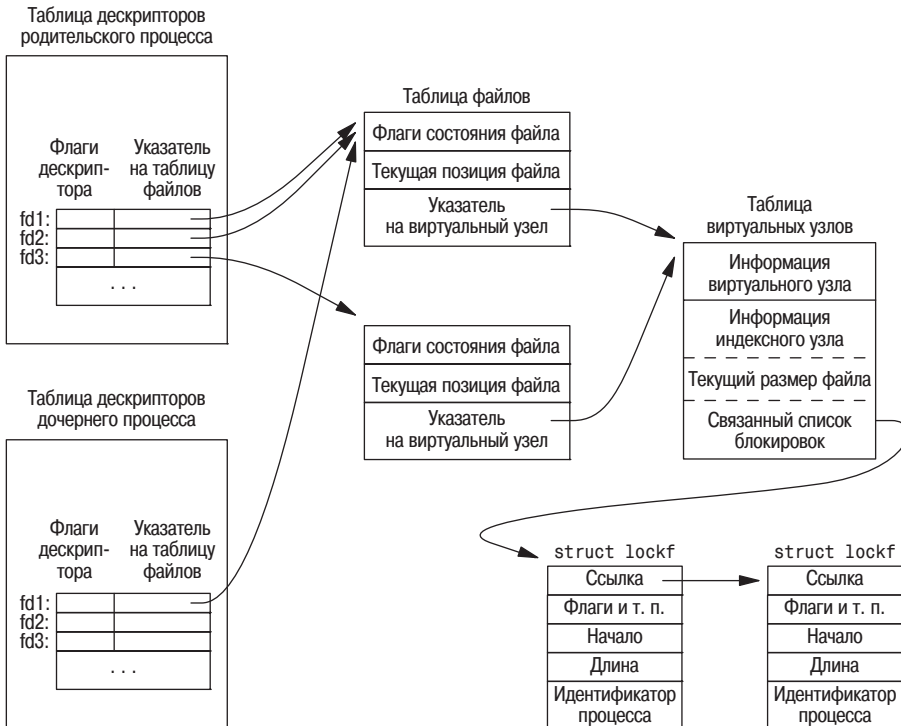 Таблица дескрипторов
родительского процесса
Флаги
дескрип-
тора
Указатель
на таблицу
файлов
fd1:
fd2:
fd3:
. . .
Таблица файлов
Флаги состояния файла
Текущая позиция файла
Указатель
на виртуальный узел
Флаги состояния файла
Текущая позиция файла
Указатель
на виртуальный узел
Таблица
виртуальных узлов
Информация
виртуального узла
Информация
индексного узла
Текущий размер файла
Связанный список
блокировок
Таблица дескрипторов
дочернего процесса
Флаги
дескрип-
тора
Указатель
на таблицу
файлов
fd1:
fd2:
fd3:
. . .
struct lockf
Ссылка
Флаги и т. п.
Начало
Длина
Идентификатор
процесса
struct lockf
Ссылка
Флаги и т. п.
Начало
Длина
Идентификатор
процесса